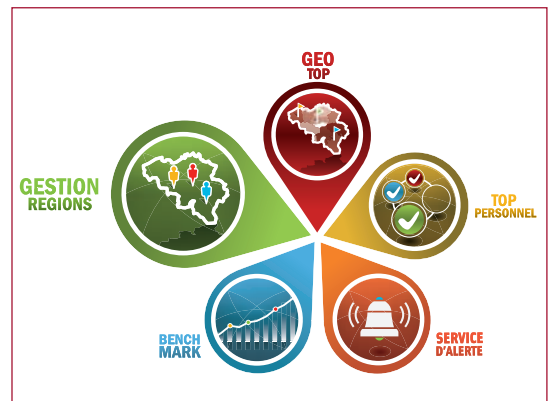 GEO
TOP
GESTION
REGIONS
TOP
PERSONNEL
BENCH
MARK
SERVICE
D'ALERTE